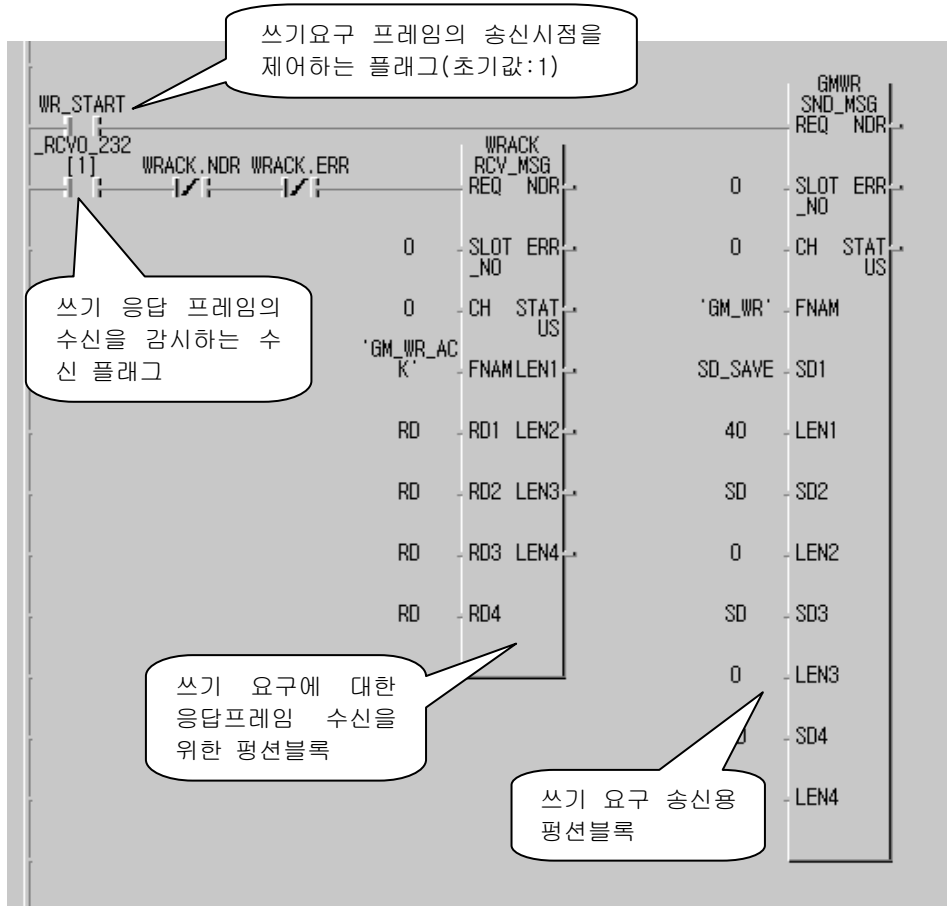 쓰기요구 프레임의 송신시점을
제어하는 플래그(초기값:1)
WR_START
GMWR
SND_MSG
REQ NDR
_RCV0_232
[1]
WRACK.NDR WRACK.ERR
WRACK
RCV_MSG
REQ NDR
0 SLOT ERR
_NO
0 SLOT ERR
_NO
0 CH STAT
US
쓰기 응답 프레임의
수신을 감시하는 수
신 플래그
0 CH STAT
US
'GM_WR' FNAM
'GM_WR_AC
K' FNAM LEN1
SD_SAVE SD1
RD RD1 LEN2
40 LEN1
RD RD2 LEN3
SD SD2
RD RD3 LEN4
0 LEN2
RD RD4
SD SD3
쓰기 요구에 대한
응답프레임 수신을
위한 펑션블록
0 LEN3
SD4
쓰기 요구 송신용
펑션블록
LEN4